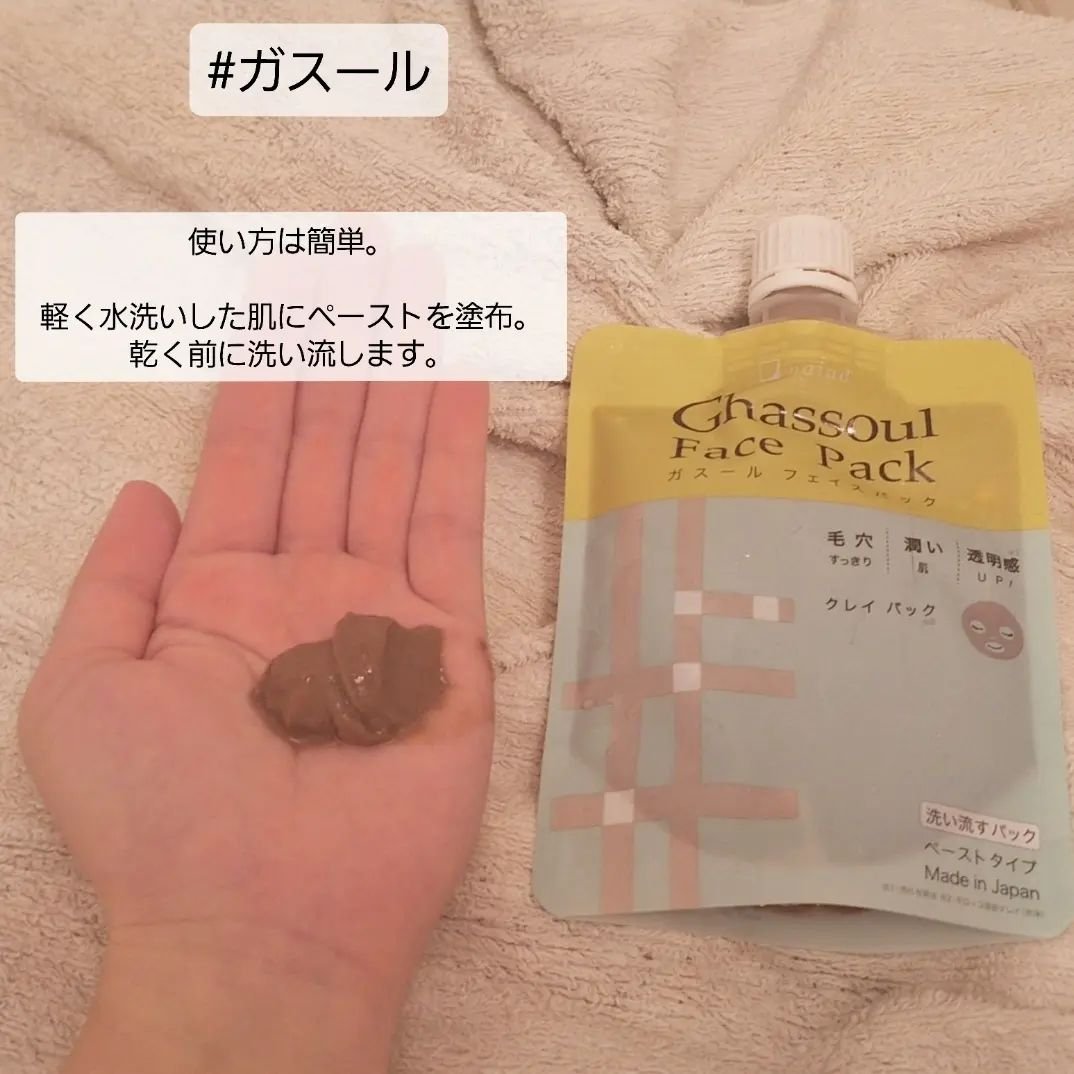 #ガスール
使い方は簡単。
軽く水洗いした肌にペーストを塗布。
乾く前に洗い流します。
naiad
Ghassoul
Face Pack
ガスール フェイスパック
毛穴 潤い 透明感
すっきり 肌 UP!
クレイ パック
洗い流すパック
ペーストタイプ
Made in Japan